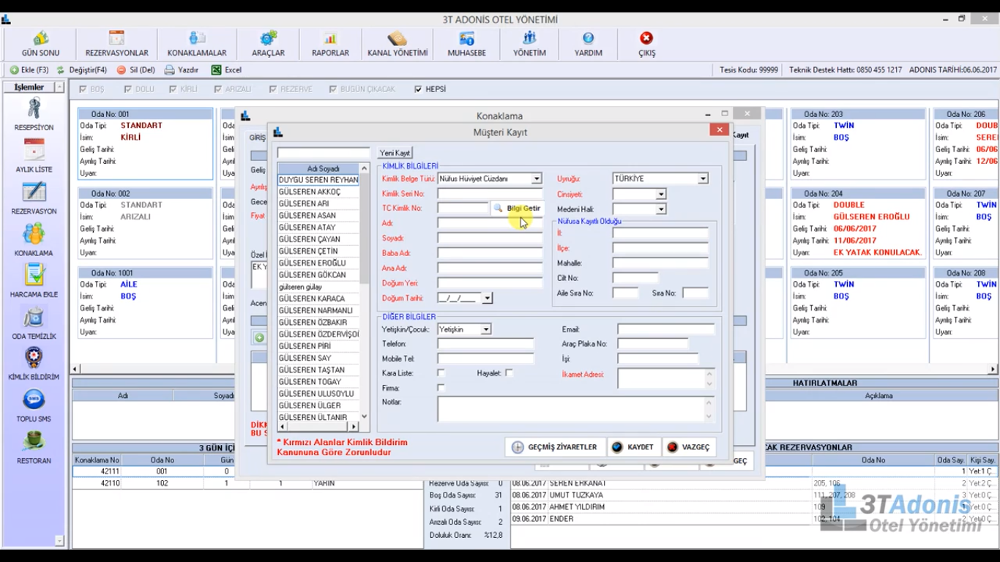 3T ADONİS OTEL YÖNETİMİ
GÜN SONU
REZERVASYONLAR
KONAKLAMALAR
ARAÇLAR
RAPORLAR
KANAL YÖNETİMİ
MUHASEBE
YÖNETİM
YARDIM
ÇIKIŞ
Ekle (F3) Değiştir(F4) Sil (Del) Yazdır Excel
Tesis Kodu: 99999 Teknik Destek Hattı: 0850 455 1217 ADONIS TARİHİ:06.06.2017
İşlemler
BOŞ DOLU KİRLİ ARIZALI REZERVE BUGÜN ÇIKACAK HEPSİ
RESEPSİYON
AYLIK LİSTE
REZERVASYON
KONAKLAMA
HARCAMA EKLE
ODA TEMİZLİK
KİMLİK BİLDİRİM
SMS
TOPLU SMS
RESTORAN
Oda No: 001
Oda Tipi: STANDART
İsim: KİRLİ
Geliş Tarihi:
Ayrılış Tarihi:
Uyarı:
Oda No: 002
Oda Tipi: STANDART
İsim: ARIZALI
Geliş Tarihi:
Ayrılış Tarihi:
Uyarı:
Oda No: 1001
Oda Tipi: AİLE
İsim: BOŞ
Geliş Tarihi:
Ayrılış Tarihi:
Uyarı:
Konaklama
GİRİŞ
Geliş
Ayrılış
Gece
Fiyat
Özel İ
EK Y
Acen
DİKK
BU S
Kayıt
Müşteri Kayıt
Yeni Kayıt
Adı Soyadı
DUYGU SEREN REYHAN
GÜLSEREN AKKOÇ
GÜLSEREN ARI
GÜLSEREN ASAN
GÜLSEREN ATAY
GÜLSEREN ÇAYAN
GÜLSEREN ÇETİN
GÜLSEREN EROĞLU
GÜLSEREN GÖKCAN
gülseren gülay
GÜLSEREN KARACA
GÜLSEREN NARMANLI
GÜLSEREN ÖZBAKIR
GÜLSEREN ÖZDERVİŞO
GÜLSEREN PİRİ
GÜLSEREN SAY
GÜLSEREN TAŞTAN
GÜLSEREN TOGAY
GÜLSEREN ULUSOYLU
GÜLSEREN ÜLGER
GÜLSEREN ÜLTANIR
KİMLİK BİLGİLERİ
Kimlik Belge Türü: Nüfus Hüviyet Cüzdanı
Kimlik Seri No:
TC Kimlik No: Bilgi Getir
Adı:
Soyadı:
Baba Adı:
Ana Adı:
Doğum Yeri:
Doğum Tarihi: __/__/____
Uyruğu: TÜRKİYE
Cinsiyeti:
Medeni Hali:
Nüfusa Kayıtlı Olduğu
İl:
İlçe:
Mahalle:
Cilt No:
Aile Sıra No: Sıra No:
DİĞER BİLGİLER
Yetişkin/Çocuk: Yetişkin
Telefon:
Mobile Tel:
Kara Liste: Hayalet:
Firma:
Notlar:
Email:
Araç Plaka No:
İşi:
İkamet Adresi:
* Kırmızı Alanlar Kimlik Bildirim
Kanununa Göre Zorunludur
GEÇMİŞ ZİYARETLER KAYDET VAZGEÇ
GEÇ
Oda No: 203
Oda Tipi: TWİN
İsim: BOŞ
Geliş Tarihi:
Ayrılış Tarihi:
Uyarı:
Oda No: 204
Oda Tipi: DOUBLE
İsim: GÜLSEREN EROĞLU
Geliş Tarihi: 06/06/2017
Ayrılış Tarihi: 11/06/2017
Uyarı: EK YATAK KONULACAK.
Oda No: 205
Oda Tipi: TWİN
İsim: BOŞ
Geliş Tarihi:
Ayrılış Tarihi:
Uyarı:
Oda No: 206
Oda Tipi: DOUB
İsim: SERE
Geliş Tarihi: 06/06
Ayrılış Tarihi: 12/06
Uyarı:
Oda No: 207
Oda Tipi: TWİN
İsim: BOŞ
Geliş Tarihi:
Ayrılış Tarihi:
Uyarı:
Oda No: 208
Oda Tipi: TWİN
İsim: BOŞ
Geliş Tarihi:
Ayrılış Tarihi:
Uyarı:
Adı Soyadı
HATIRLATMALAR
Açıklama
3 GÜN İÇİ
Konaklama No Oda No Gün
42111 001 0
42110 102 1 1 YARIN
Rezerve Oda Sayısı: 0
Boş Oda Sayısı: 31
Kirli Oda Sayısı: 1
Arızalı Oda Sayısı: 2
Doluluk Oranı: %12,8
CAK REZERVASYONLAR
Oda No Oda Say. Kişi Say.
1 Yet:1 Ç...
08.06.2017 SEREN ERKANAT 205, 106 2 Yet:2 Ç...
08.06.2017 UMUT TUZKAYA 111, 207, 208 3 Yet:0 Ç...
08.06.2017 AHMET YILDIRIM 109 1 Yet:0 Ç...
09.06.2017 ENDER 102, 104 2 Yet:0 Ç...
3TAdonis
Otel Yönetimi